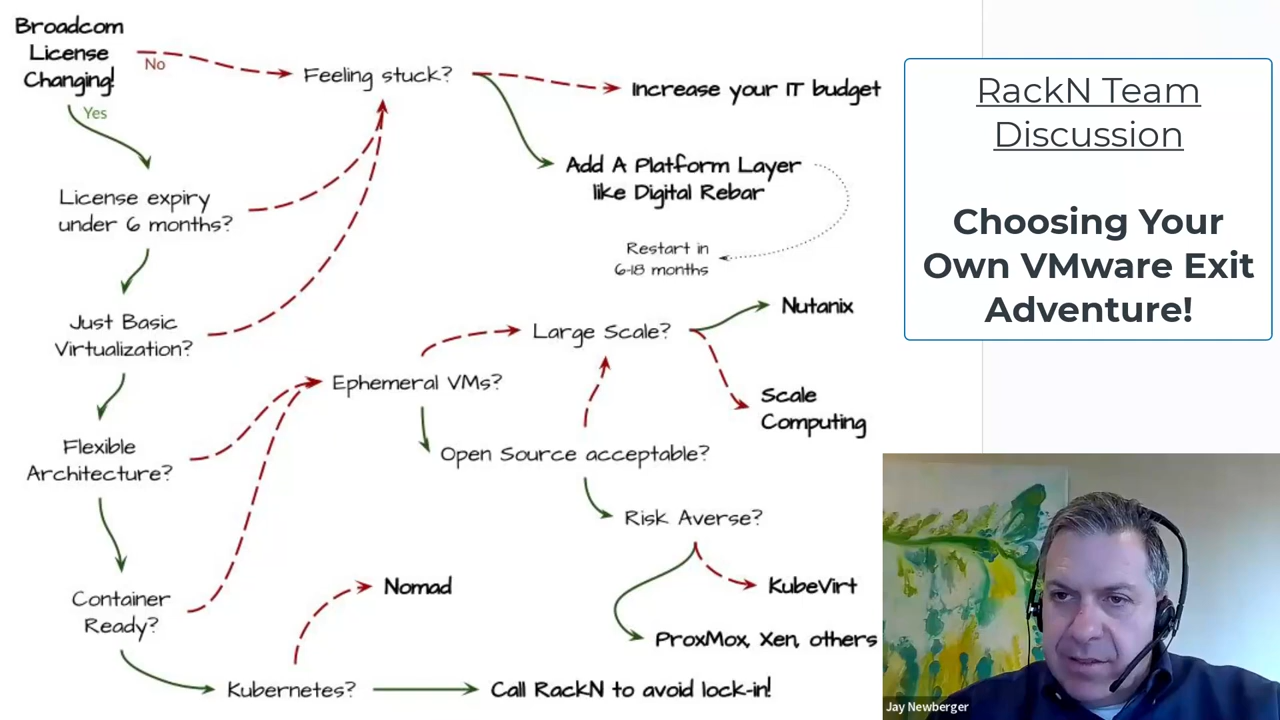 Broadcom
License
Changing!
No
Yes
Feeling stuck?
Increase your IT budget
Add A Platform Layer
like Digital Rebar
Restart in
6-18 months
License expiry
under 6 months?
Just Basic
Virtualization?
Large Scale?
Nutanix
Scale
Computing
Ephemeral VMs?
Flexible
Architecture?
Open Source acceptable?
Risk Averse?
Container
Ready?
Nomad
KubeVirt
ProxMox, Xen, others
Kubernetes?
Call RackN to avoid lock-in!
RackN Team
Discussion
Choosing Your
Own VMware Exit
Adventure!
Jay Newberger